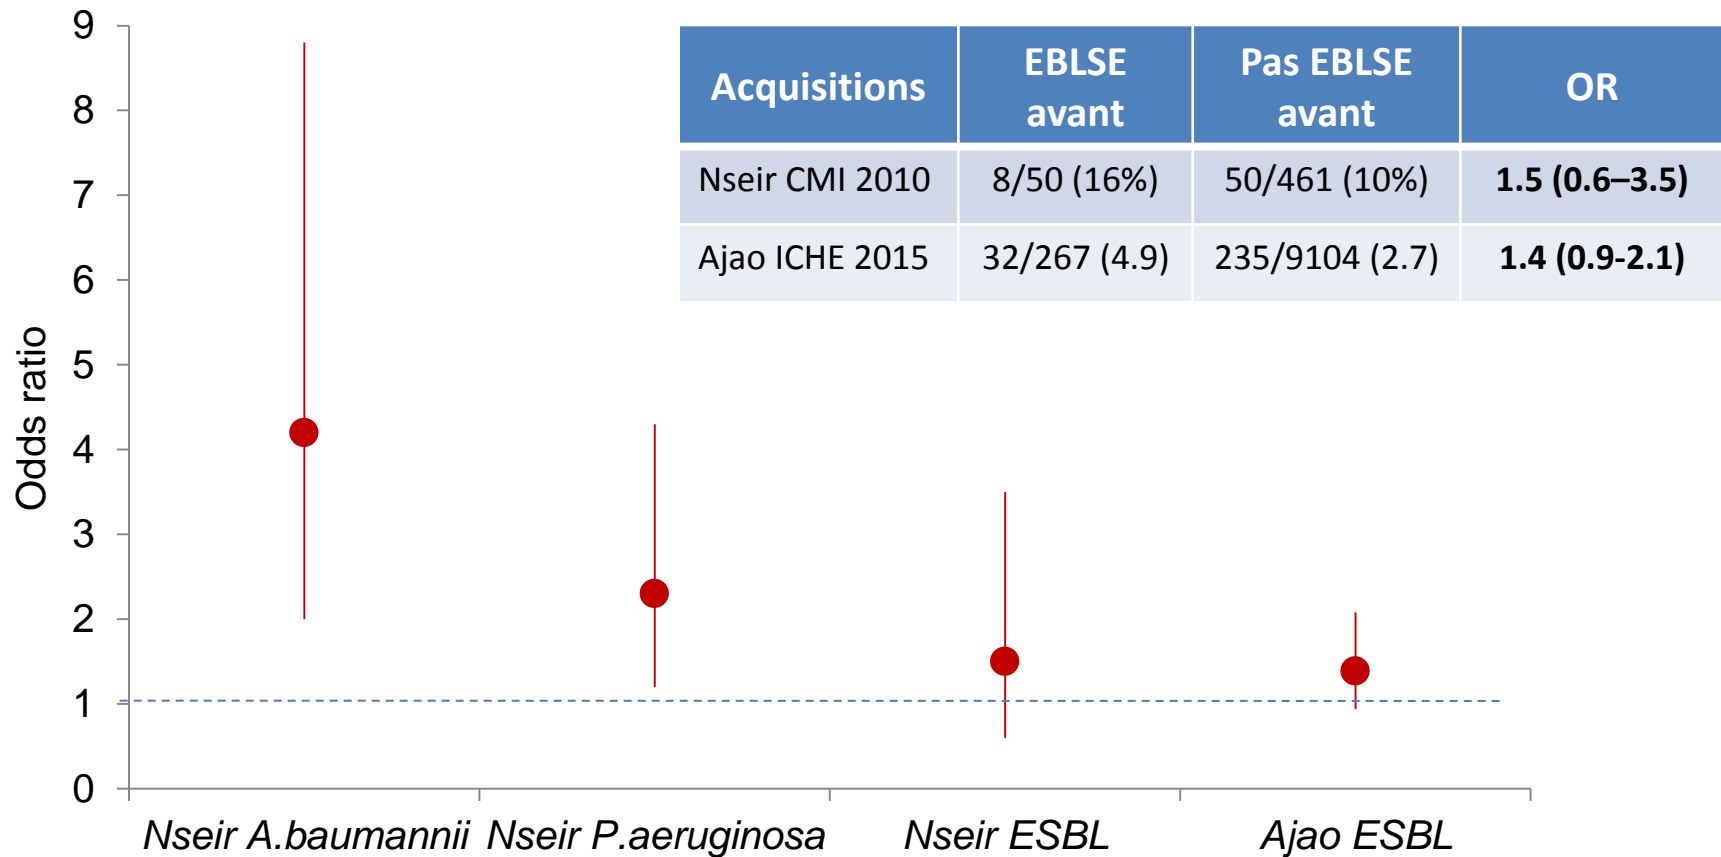 Acquisitions
EBLSE
avant
Pas EBLSE
avant
OR
Nseir CMI 2010
8/50 (16%)
50/461 (10%)
1.5 (0.6–3.5)
Ajao ICHE 2015
32/267 (4.9)
235/9104 (2.7)
1.4 (0.9-2.1)
Odds ratio
9
8
7
6
5
4
3
2
1
0
Nseir A.baumannii
Nseir P.aeruginosa
Nseir ESBL
Ajao ESBL